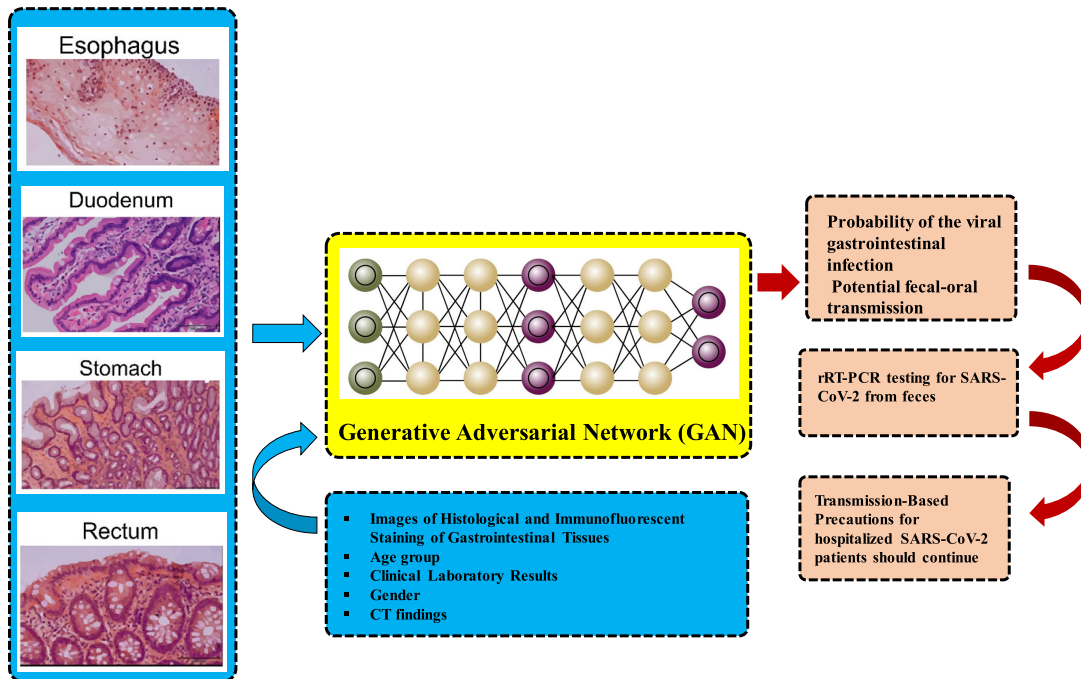 Esophagus
Duodenum
Stomach
Rectum
Generative Adversarial Network (GAN)
▪ Images of Histological and Immunofluorescent
Staining of Gastrointestinal Tissues
▪ Age group
▪ Clinical Laboratory Results
▪ Gender
▪ CT findings
Probability of the viral
gastrointestinal
infection
Potential fecal-oral
transmission
rRT-PCR testing for SARS-
CoV-2 from feces
Transmission-Based
Precautions for
hospitalized SARS-CoV-2
patients should continue